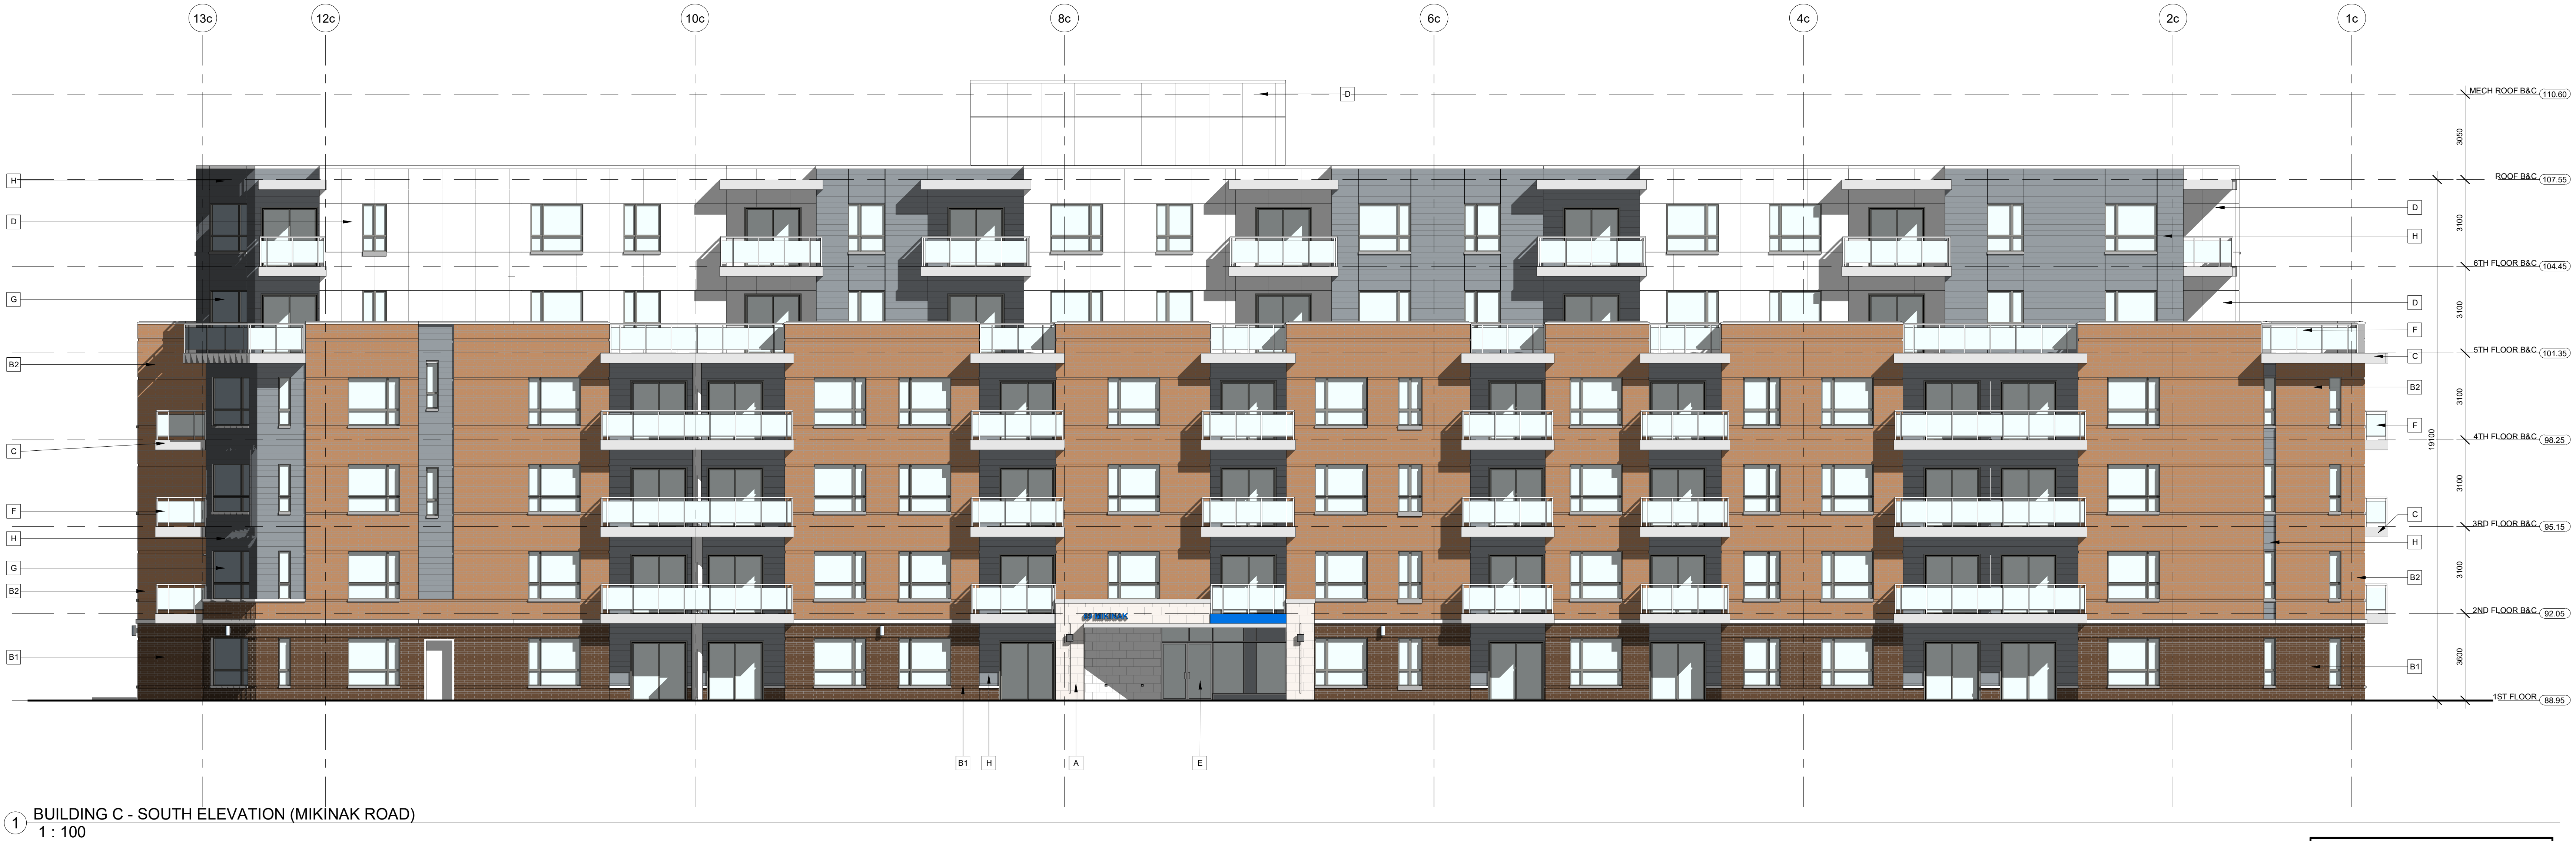 13c 12c 10c 8c 6c 4c 2c 1c
D
MECH ROOF B&C 110.60
3050
H
ROOF B&C 107.55
D
D
3100
H
6TH FLOOR B&C 104.45
G
D
3100
F
5TH FLOOR B&C 101.35
C
B2
B2
3100
F
19100
4TH FLOOR B&C 98.25
C
3100
F
C
3RD FLOOR B&C 95.15
H
H
G
3100
B2
B2
2ND FLOOR B&C 92.05
MIKINAK
B1
3600
B1
1ST FLOOR 88.95
B1 H A E
1 BUILDING C - SOUTH ELEVATION (MIKINAK ROAD)
1 : 100